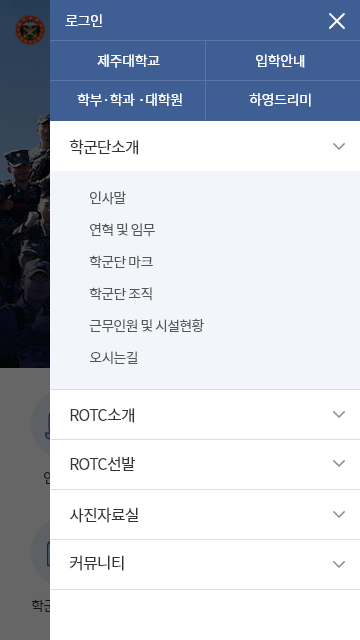 로그인
제주대학교
입학안내
학부·학과 ·대학원
하영드리미
학군단소개
인사말
연혁 및 임무
학군단 마크
학군단 조직
근무인원 및 시설현황
오시는길
ROTC소개
ROTC선발
사진자료실
커뮤니티